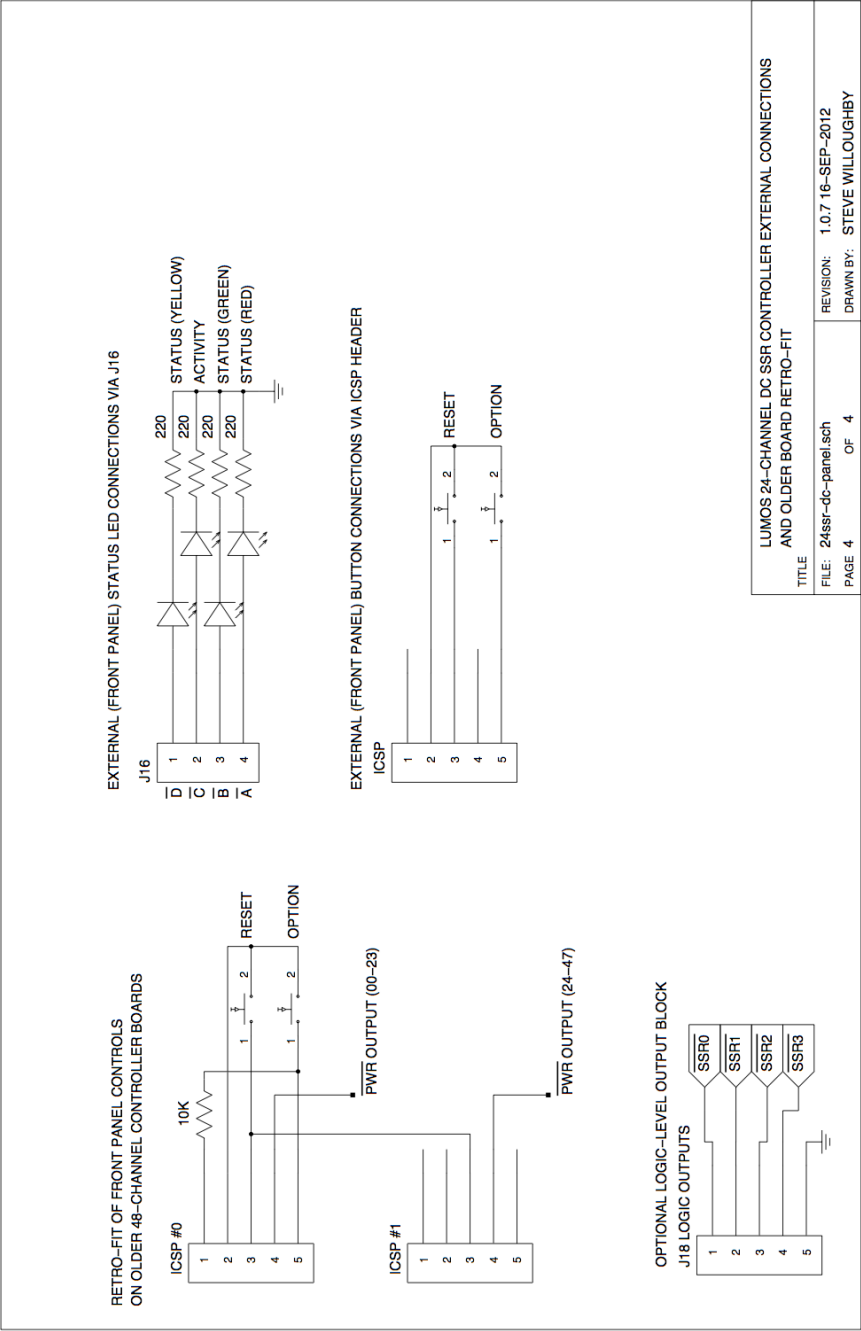 RETRO-FIT OF FRONT PANEL CONTROLS
ON OLDER 48-CHANNEL CONTROLLER BOARDS
ICSP #0
1
2
3
4
5
10K
1 2
RESET
1 2
OPTION
PWR OUTPUT (00-23)
ICSP #1
1
2
3
4
5
PWR OUTPUT (24-47)
OPTIONAL LOGIC-LEVEL OUTPUT BLOCK
J18 LOGIC OUTPUTS
1
2
3
4
5
SSR0
SSR1
SSR2
SSR3
EXTERNAL (FRONT PANEL) STATUS LED CONNECTIONS VIA J16
J16
D 1
C 2
B 3
A 4
220
220
220
220
STATUS (YELLOW)
ACTIVITY
STATUS (GREEN)
STATUS (RED)
EXTERNAL (FRONT PANEL) BUTTON CONNECTIONS VIA ICSP HEADER
ICSP
1
2
3
4
5
1 2
RESET
1 2
OPTION
LUMOS 24-CHANNEL DC SSR CONTROLLER EXTERNAL CONNECTIONS
AND OLDER BOARD RETRO-FIT
TITLE
FILE: 24ssr-dc-panel.sch
REVISION: 1.0.7 16-SEP-2012
PAGE 4 OF 4
DRAWN BY: STEVE WILLOUGHBY